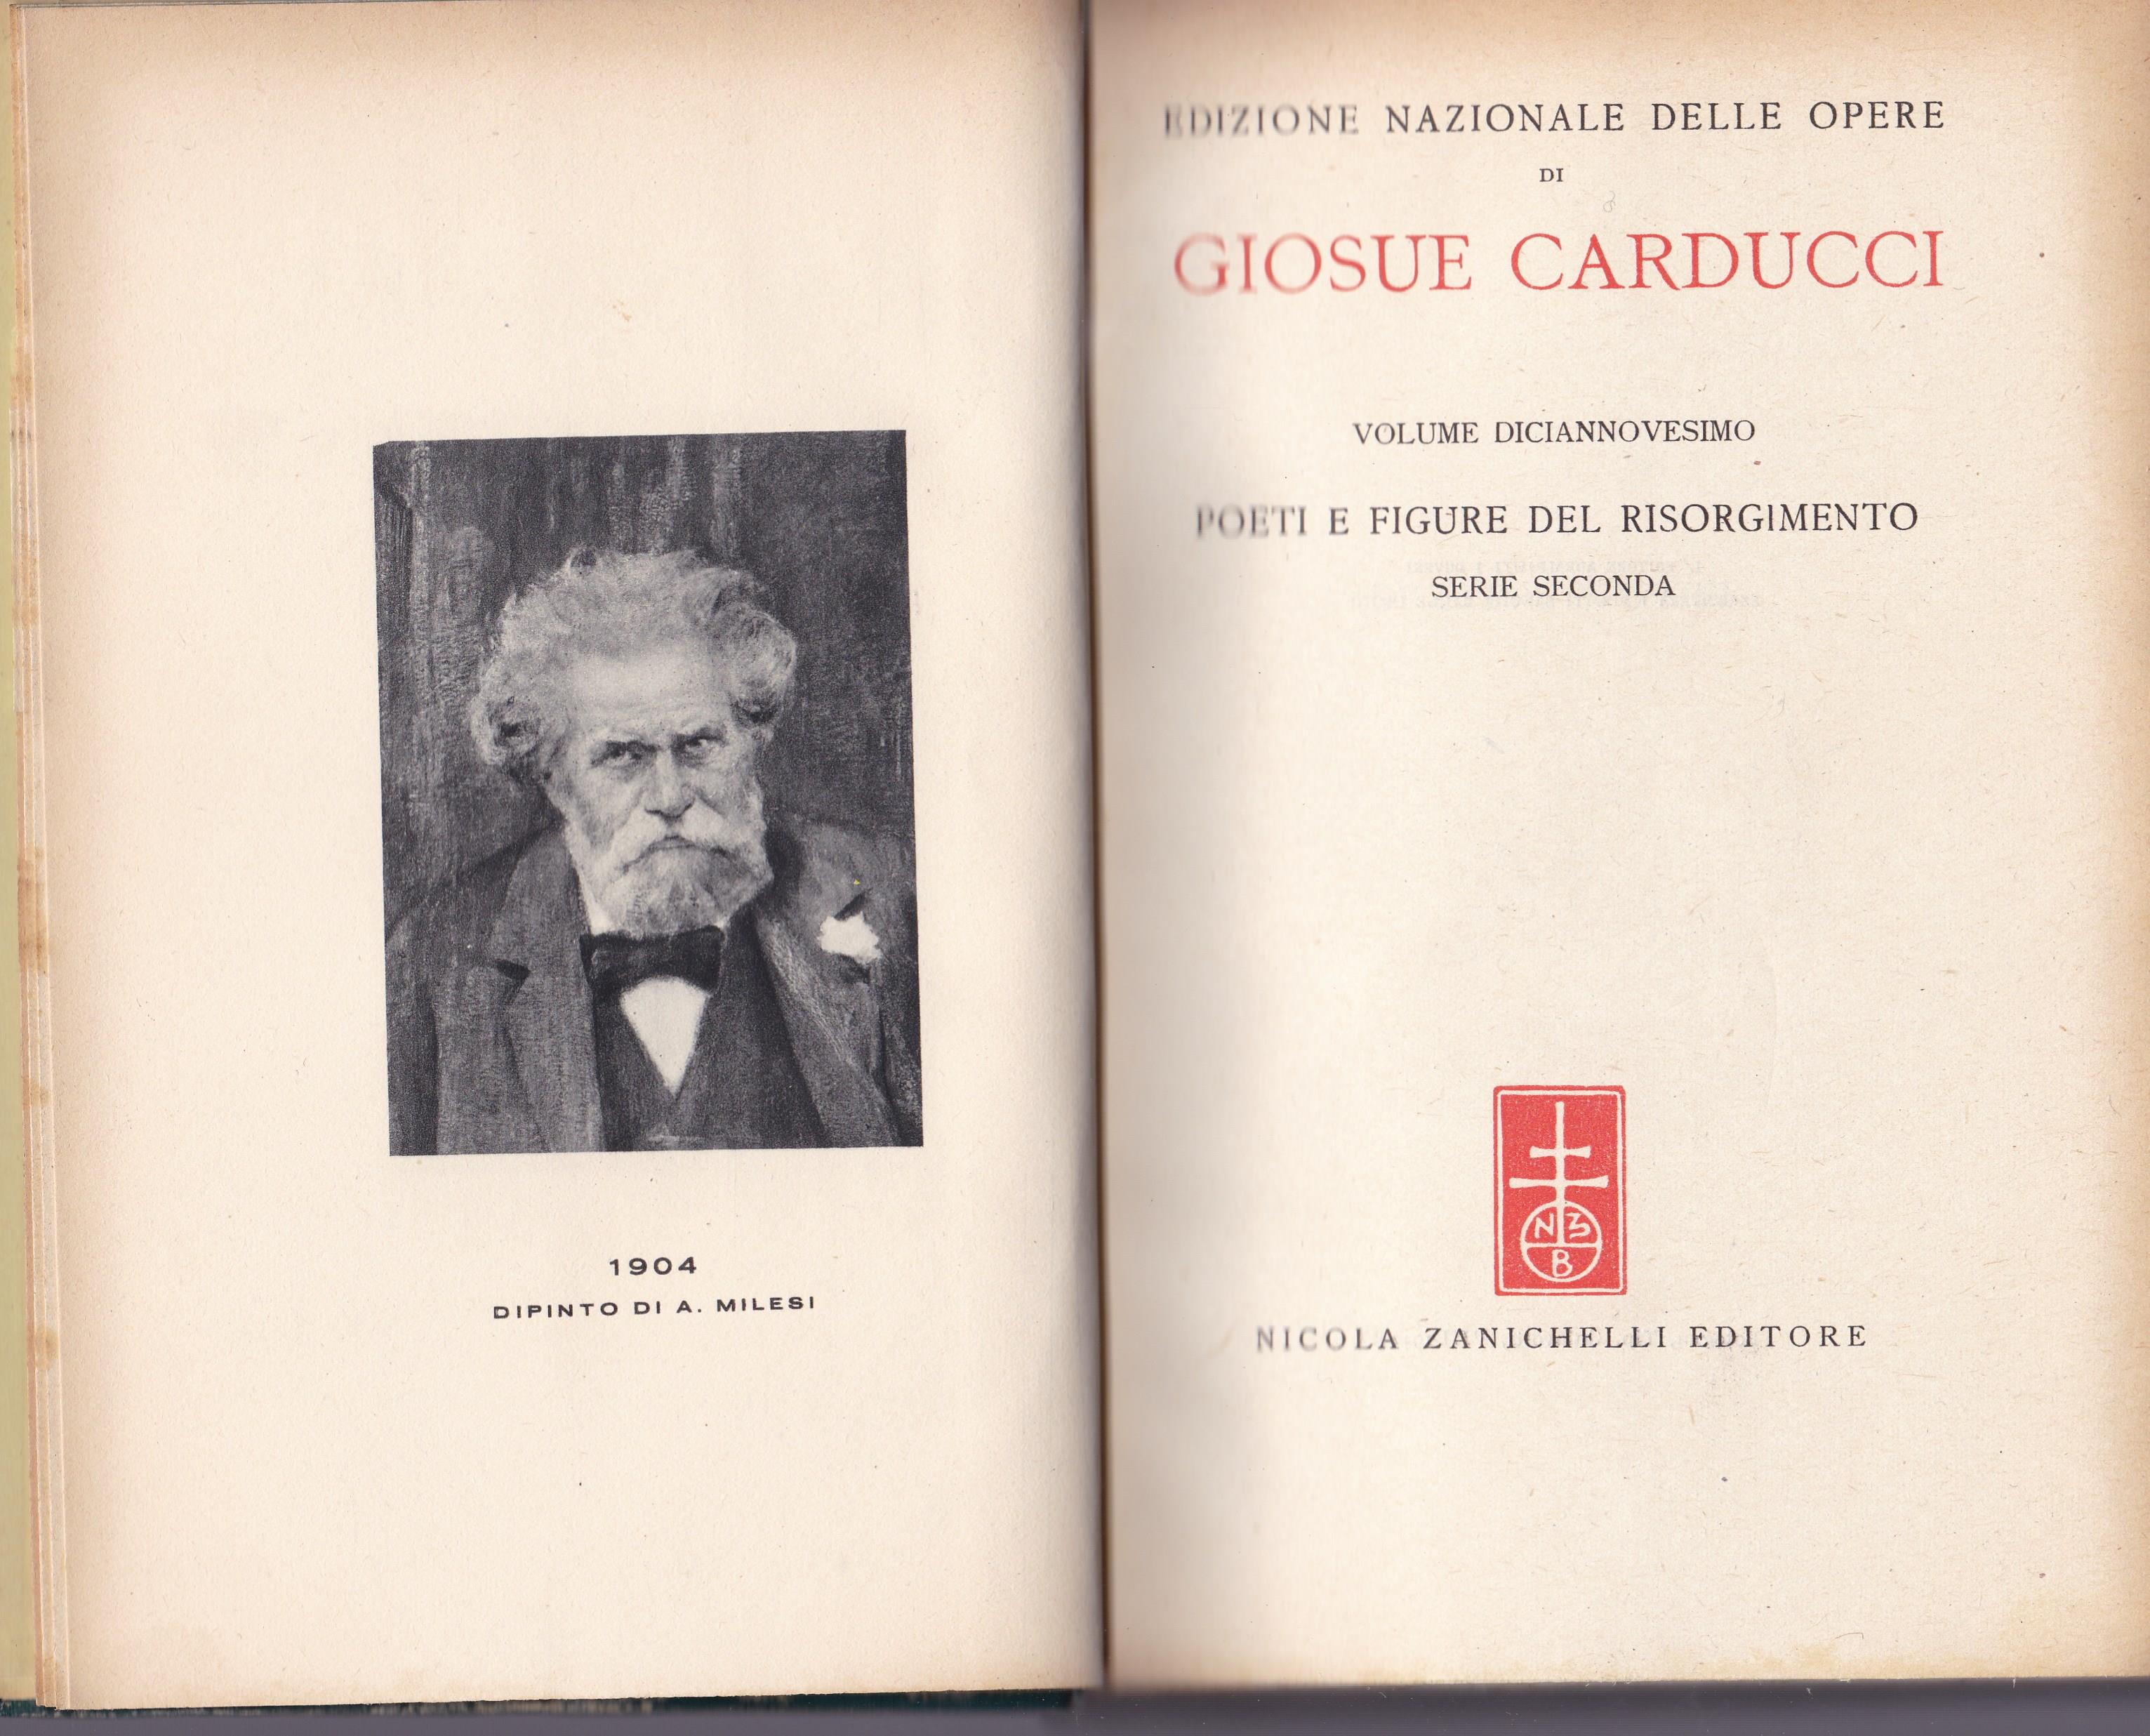 1904
DIPINTO DI A. MILESI
EDIZIONE NAZIONALE DELLE OPERE
DI
GIOSUE CARDUCCI
VOLUME DICIANNOVESIMO
POETI E FIGURE DEL RISORGIMENTO
SERIE SECONDA
N Z
B
NICOLA ZANICHELLI EDITORE